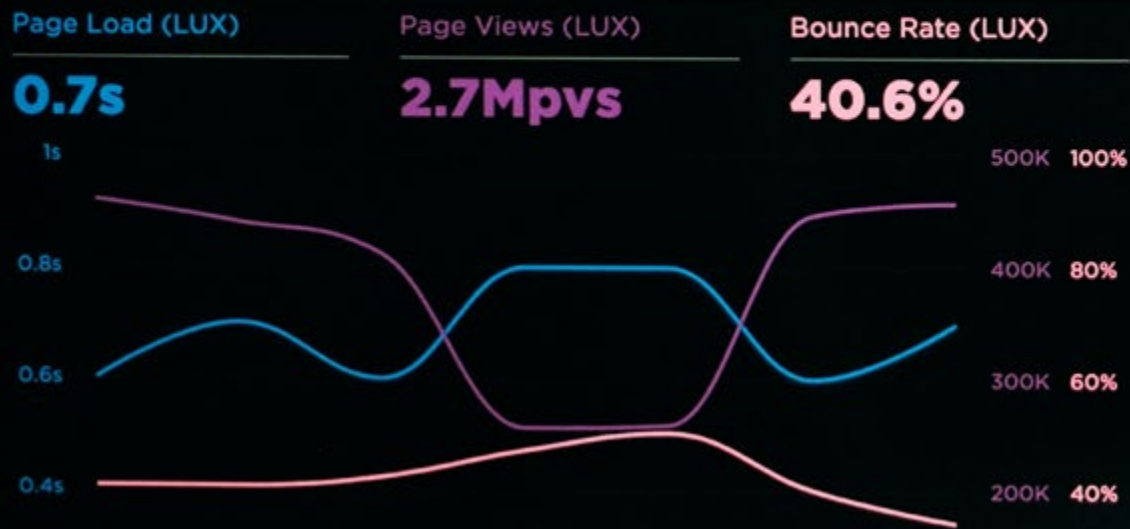 Page Load (LUX)
Page Views (LUX)
Bounce Rate (LUX)
0.7s
2.7Mpvs
40.6%
1s
500K 100%
0.8s
400K 80%
0.6s
300K 60%
0.4s
200K 40%